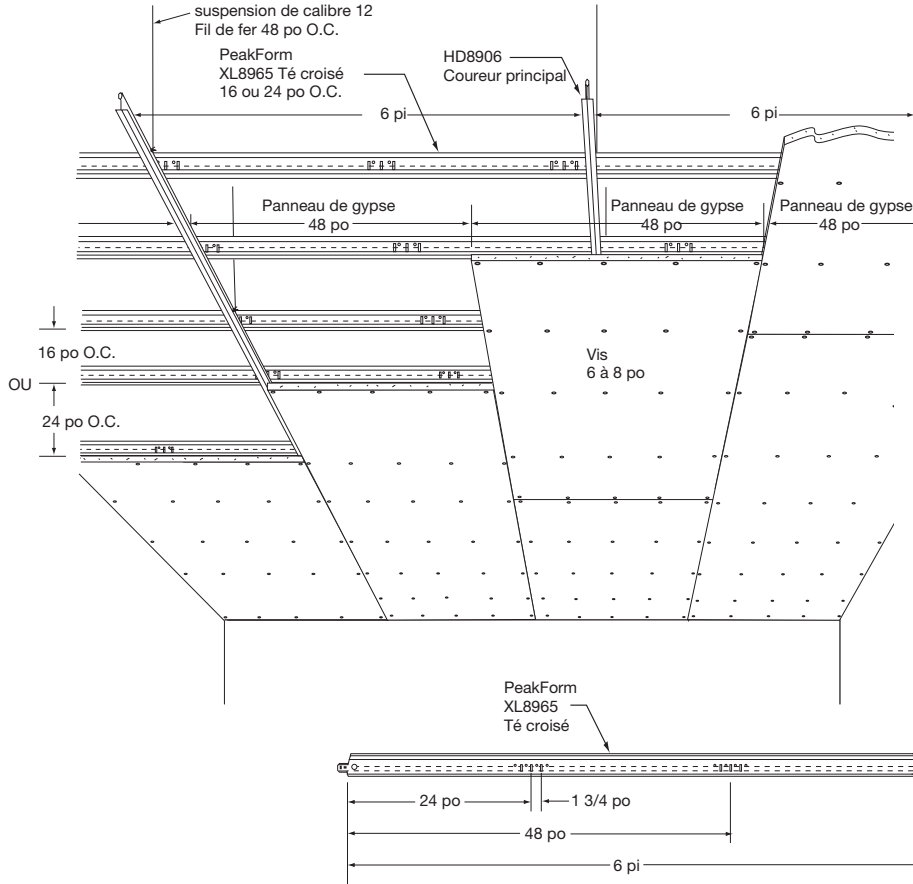 suspension de calibre 12
Fil de fer 48 po O.C.
PeakForm
XL8965 Té croisé
16 ou 24 po O.C.
HD8906
Coureur principal
6 pi
6 pi
Panneau de gypse
48 po
Panneau de gypse
48 po
Panneau de gypse
48 po
16 po O.C.
OU
24 po O.C.
Vis
6 à 8 po
PeakForm
XL8965
Té croisé
24 po
1 3/4 po
48 po
6 pi